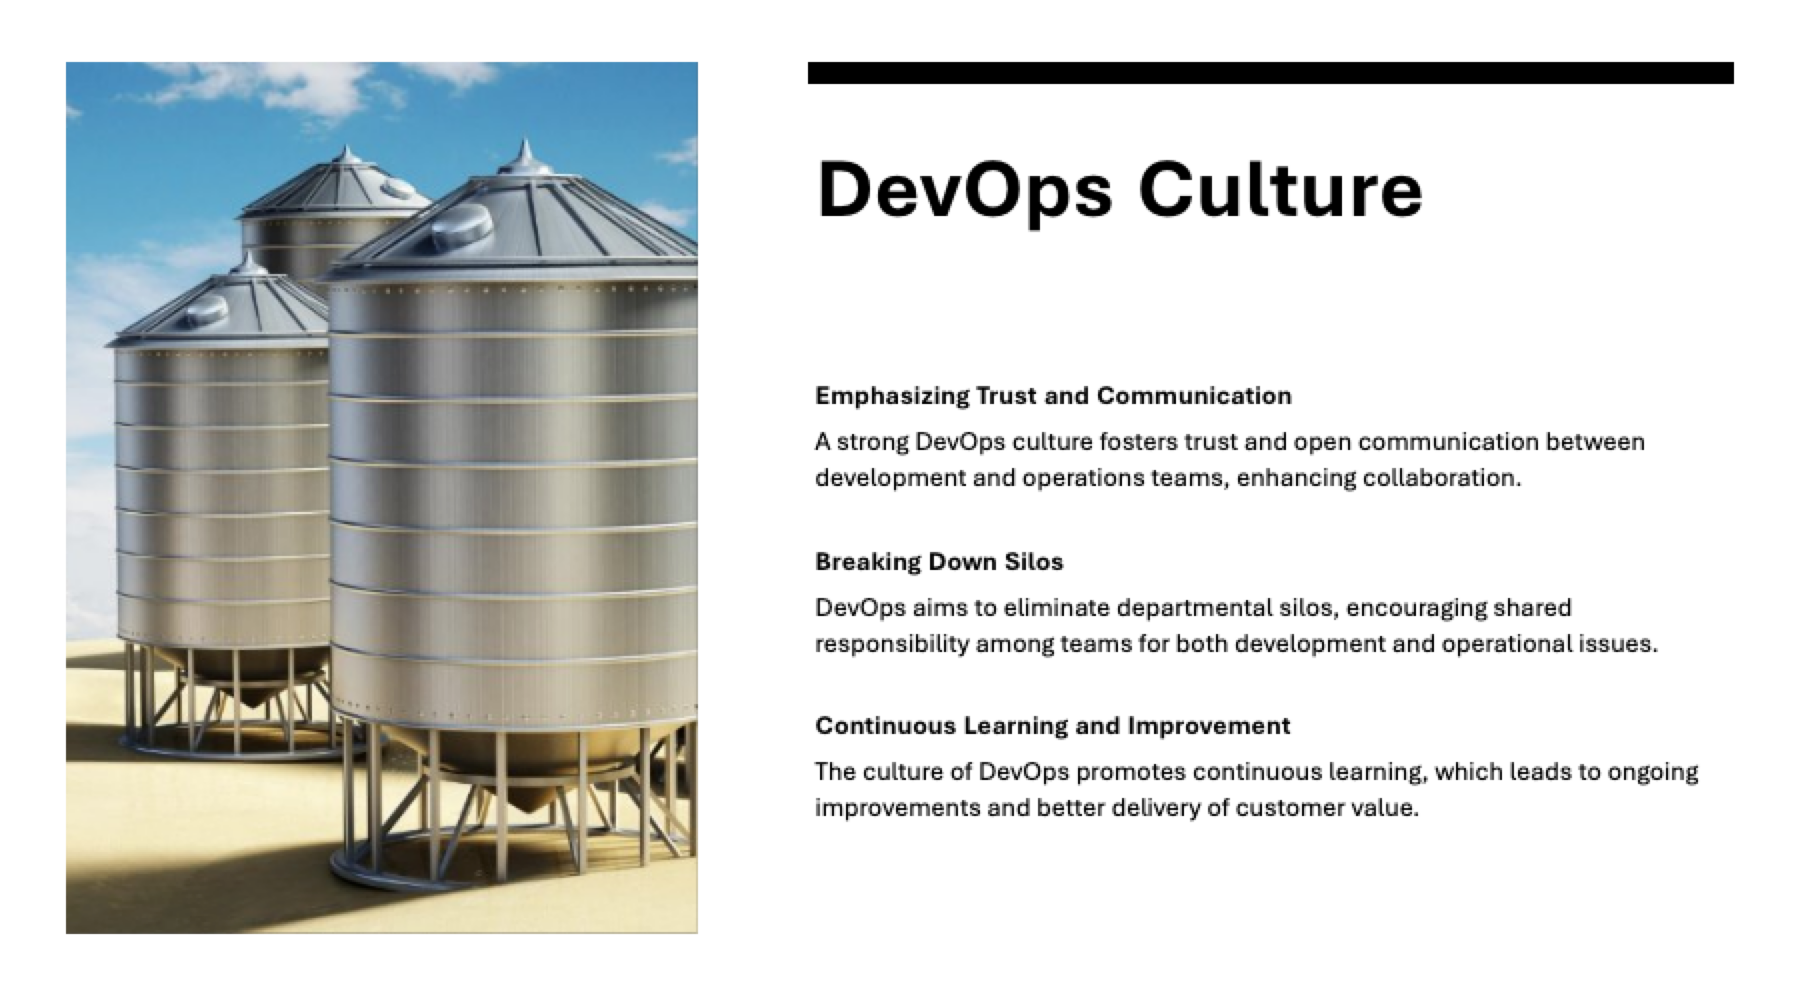 DevOps Culture
Emphasizing Trust and Communication
A strong DevOps culture fosters trust and open communication between
development and operations teams, enhancing collaboration.
Breaking Down Silos
DevOps aims to eliminate departmental silos, encouraging shared
responsibility among teams for both development and operational issues.
Continuous Learning and Improvement
The culture of DevOps promotes continuous learning, which leads to ongoing
improvements and better delivery of customer value.